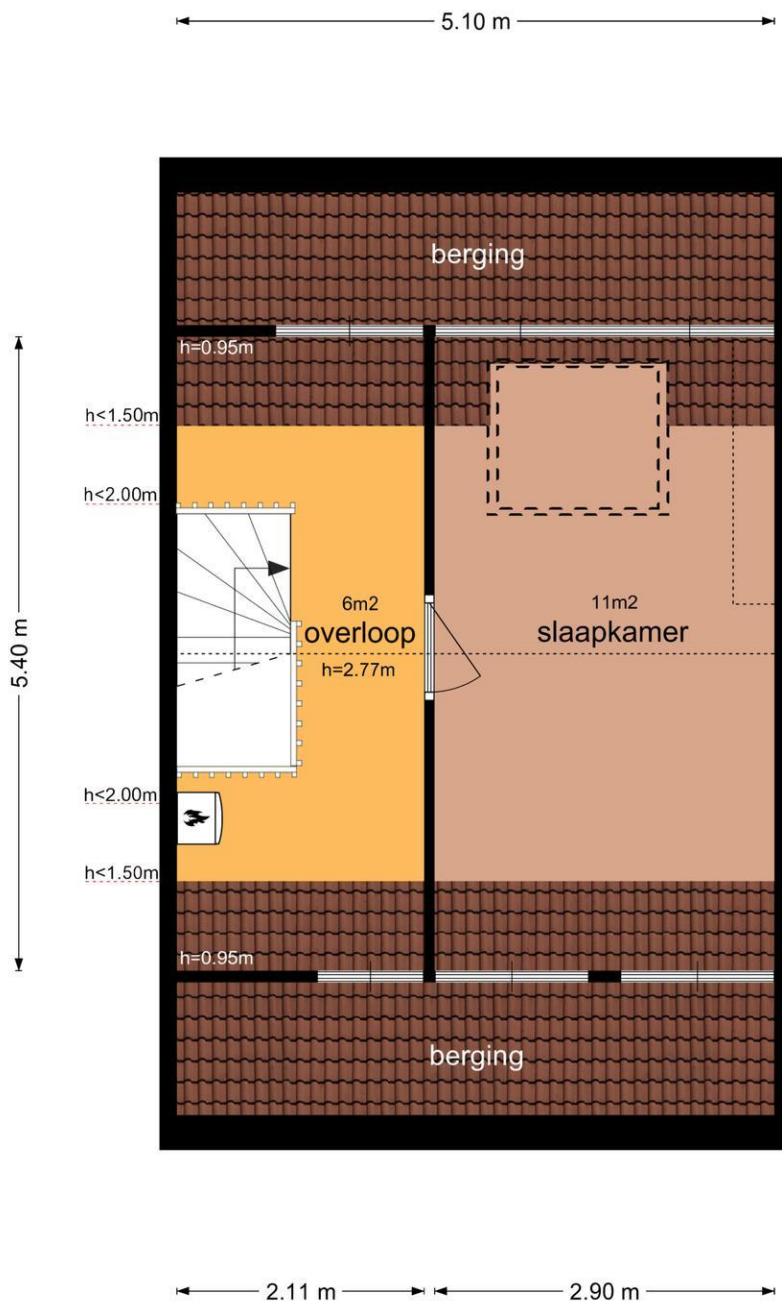 5.10 m
berging
h=0.95m
h<1.50m
h<2.00m
6m2
11m2
overloop
slaapkamer
h=2.77m
5.40 m
h<2.00m
h<1.50m
h=0.95m
berging
2.11 m
2.90 m